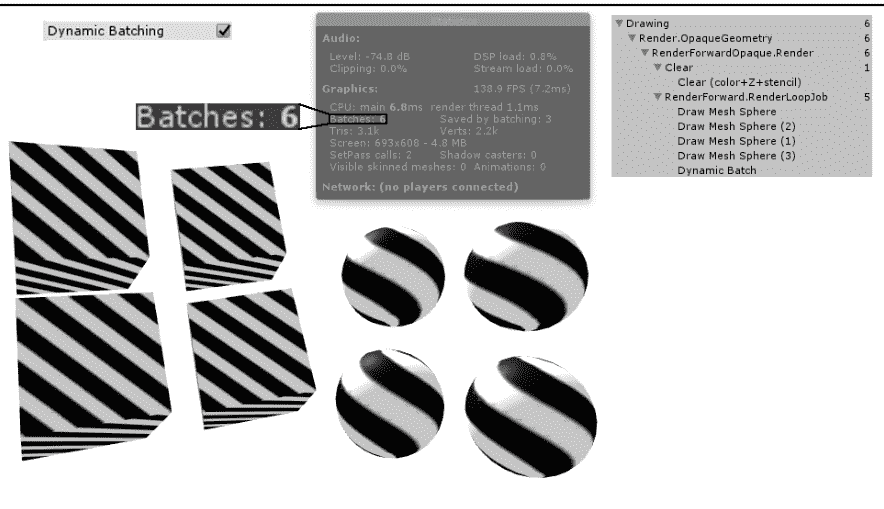 Dynamic Batching
Batches: 6
Statistics
Audio:
Level: -74.8 dB DSP load: 0.8%
Clipping: 0.0% Stream load: 0.0%
Graphics: 138.9 FPS (7.2ms)
CPU: main 6.8ms render thread 1.1ms
Batches: 6 Saved by batching: 3
Tris: 3.1k Verts: 2.2k
Screen: 693x608 - 4.8 MB
SetPass calls: 2 Shadow casters: 0
Visible skinned meshes: 0 Animations: 0
Network: (no players connected)
Drawing 6
Render.OpaqueGeometry 6
RenderForwardOpaque.Render 6
Clear 1
Clear (color+Z+stencil)
RenderForward.RenderLoopJob 5
Draw Mesh Sphere
Draw Mesh Sphere (2)
Draw Mesh Sphere (1)
Draw Mesh Sphere (3)
Dynamic Batch